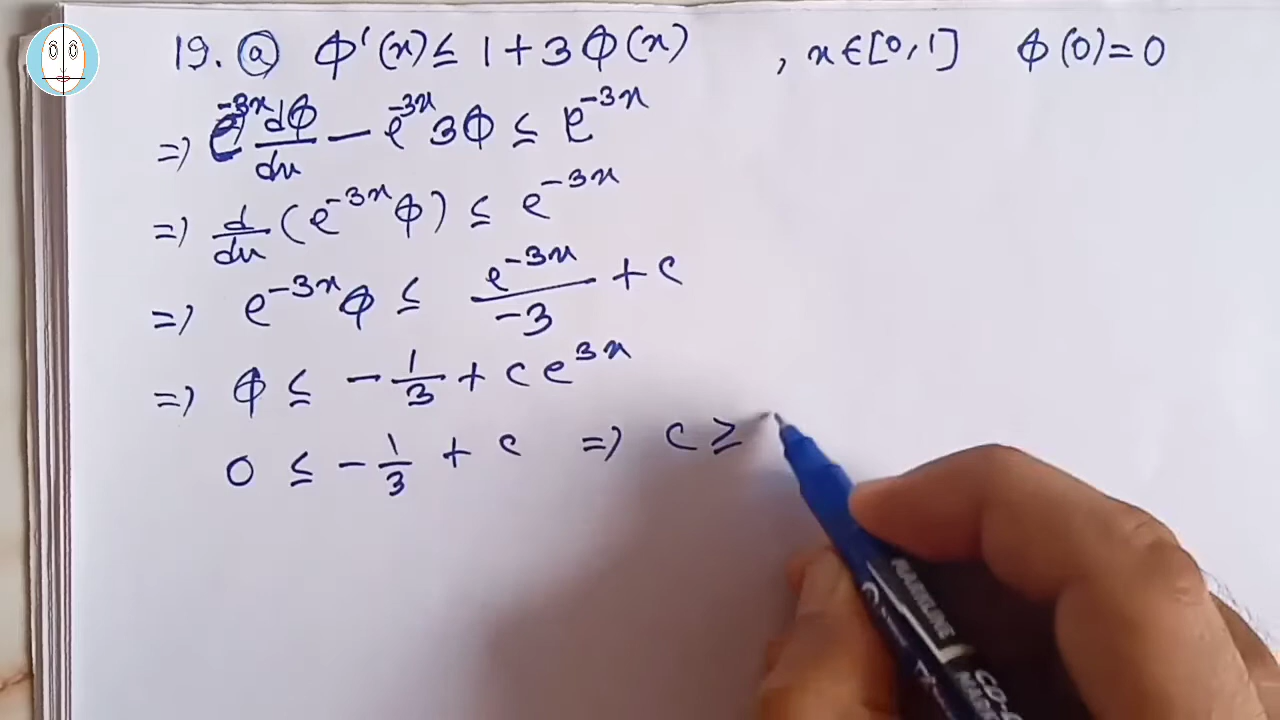 19. (a) Φ'(x) ≤ 1 + 3Φ(x) , x ∈ [0, 1] Φ(0) = 0
=> e^{-3x} dΦ/dx - e^{-3x} 3Φ ≤ e^{-3x}
=> d/dx (e^{-3x} Φ) ≤ e^{-3x}
=> e^{-3x} Φ ≤ e^{-3x}/-3 + c
=> Φ ≤ -1/3 + c e^{3x}
0 ≤ -1/3 + c => c ≥
MARKLINE